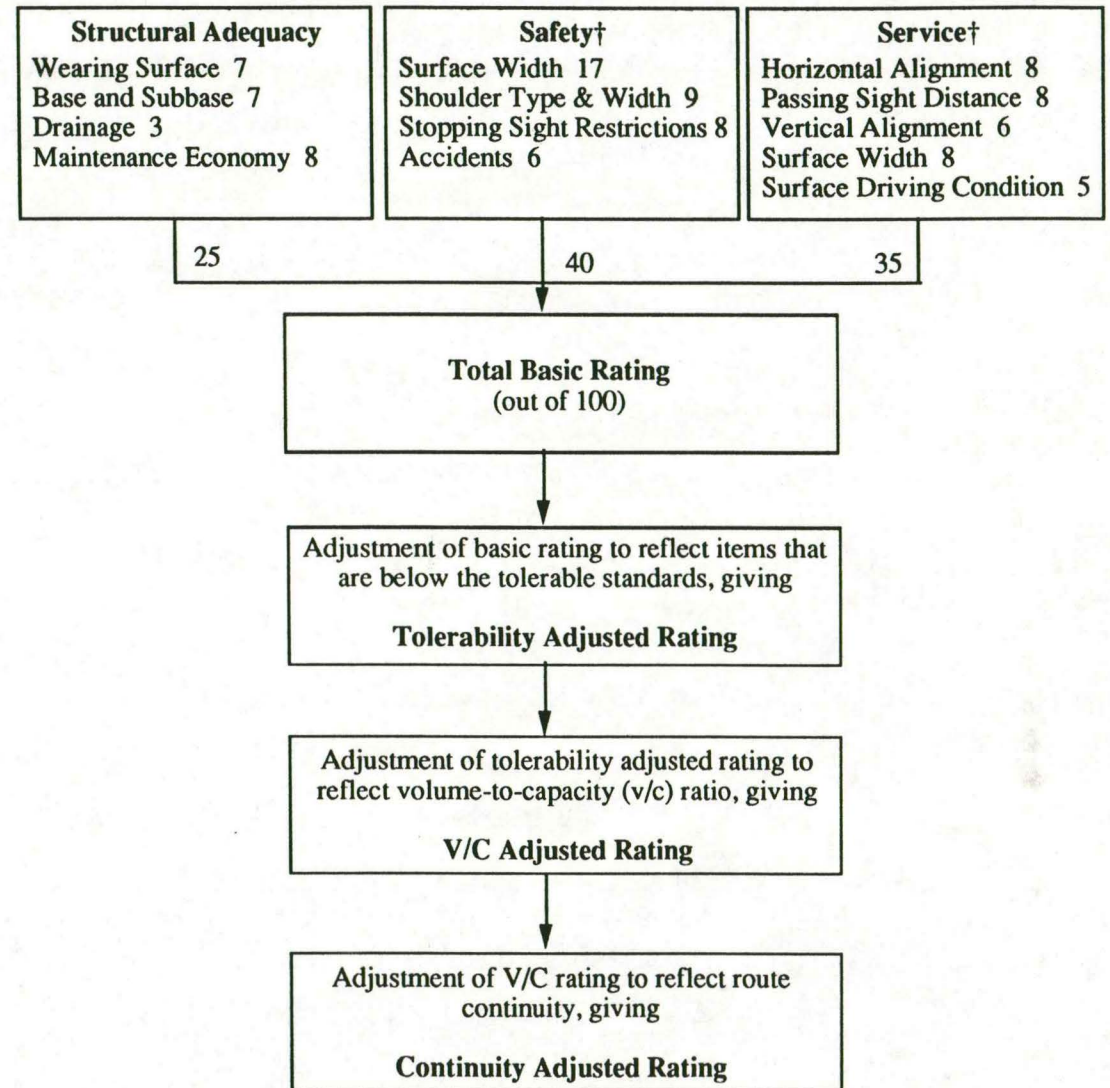 Structural Adequacy
Wearing Surface 7
Base and Subbase 7
Drainage 3
Maintenance Economy 8
Safety†
Surface Width 17
Shoulder Type & Width 9
Stopping Sight Restrictions 8
Accidents 6
Service†
Horizontal Alignment 8
Passing Sight Distance 8
Vertical Alignment 6
Surface Width 8
Surface Driving Condition 5
25
40
35
Total Basic Rating
(out of 100)
Adjustment of basic rating to reflect items that
are below the tolerable standards, giving
Tolerability Adjusted Rating
Adjustment of tolerability adjusted rating to
reflect volume-to-capacity (v/c) ratio, giving
V/C Adjusted Rating
Adjustment of V/C rating to reflect route
continuity, giving
Continuity Adjusted Rating